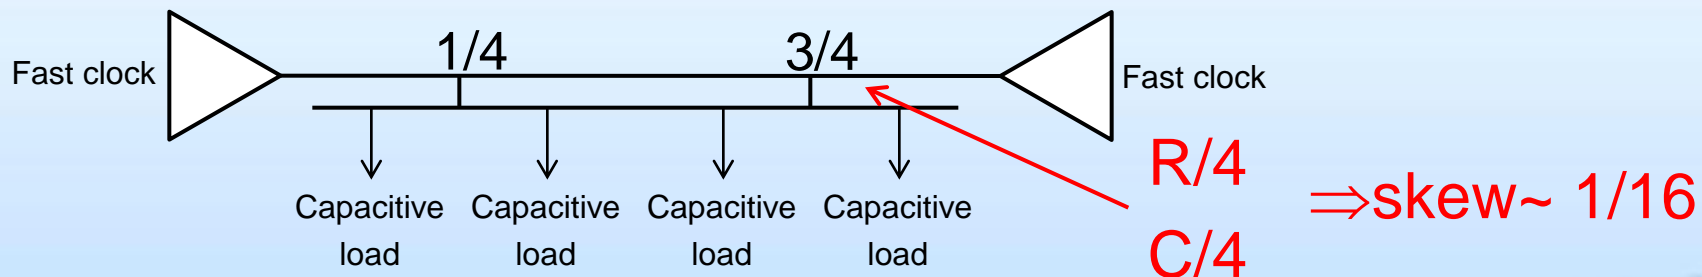 Fast clock
1/4
3/4
Fast clock
Capacitive
load
Capacitive
load
Capacitive
load
Capacitive
load
R/4
C/4
⇒skew~ 1/16